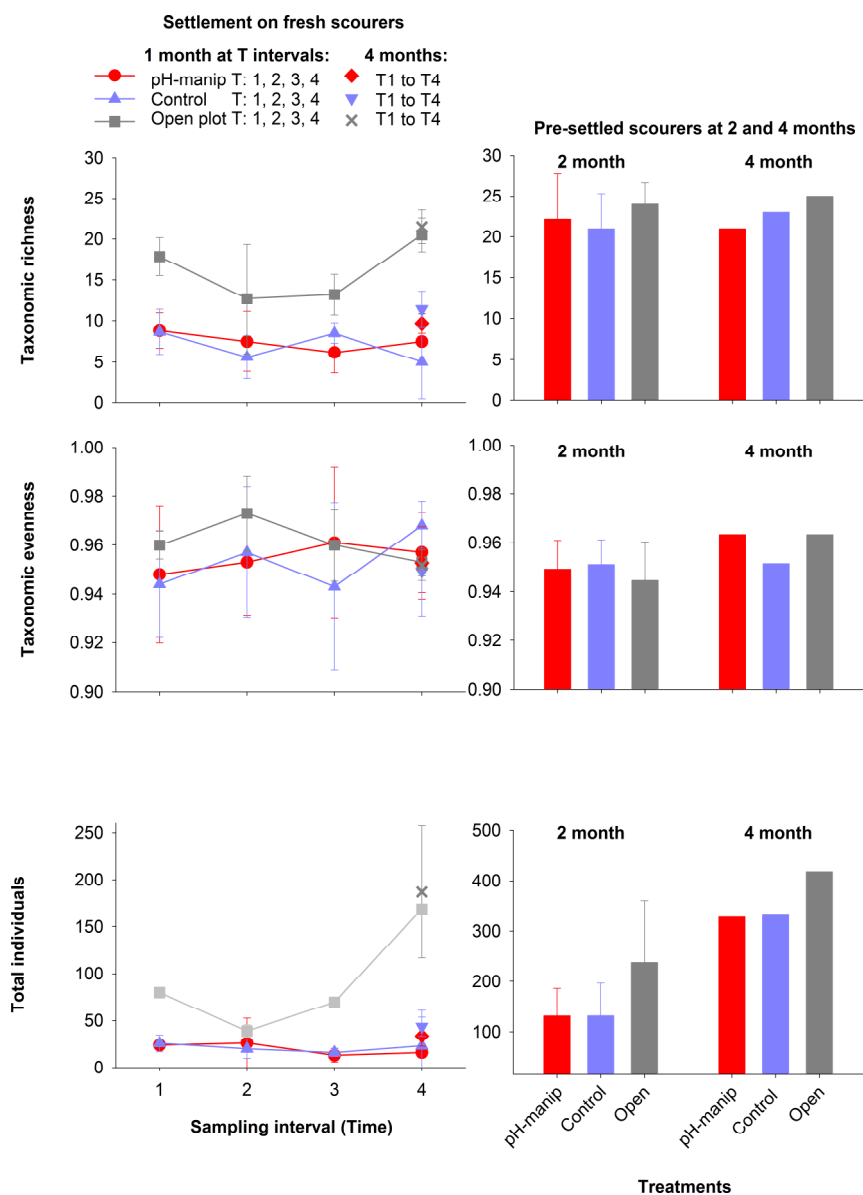 Settlement on fresh scourers
1 month at T intervals: 4 months:
pH-manip T: 1, 2, 3, 4 T1 to T4
Control T: 1, 2, 3, 4 T1 to T4
Open plot T: 1, 2, 3, 4 T1 to T4
Pre-settled scourers at 2 and 4 months
Taxonomic richness
30
25
20
15
10
5
0
2 month 4 month
30
25
20
15
10
5
0
Taxonomic evenness
1.00
0.98
0.96
0.94
0.92
0.90
2 month 4 month
1.00
0.98
0.96
0.94
0.92
0.90
Total individuals
250
200
150
100
50
0
1 2 3 4
Sampling interval (Time)
2 month 4 month
500
400
300
200
100
pH-manip Control Open pH-manip Control Open
Treatments